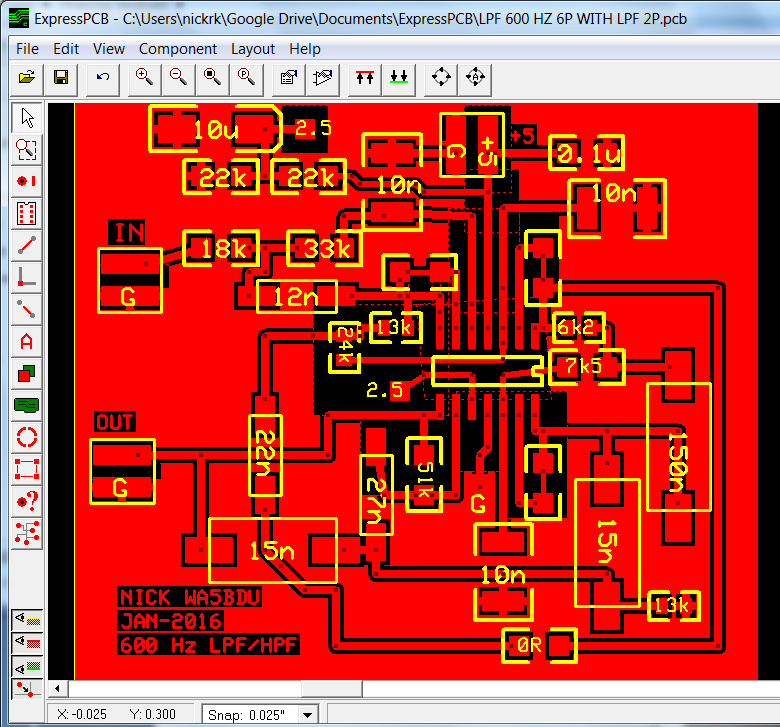 ExpressPCB - C:\Users\nickrk\Google Drive\Documents\ExpressPCB\LPF 600 HZ 6P WITH LPF 2P.pcb
File Edit View Component Layout Help
10u 2.5
G +5 +5
0.1u
22k 22k
10n
10n
IN
18k 33k
G
12n
13k
24k
6k2
7k5
2.5
OUT
22n
51k
27n
150n
G
G
15n
15n
10n
13k
NICK WA5BDU
JAN-2016
600 Hz LPF/HPF
0R
X: -0.025 Y: 0.300 Snap: 0.025"